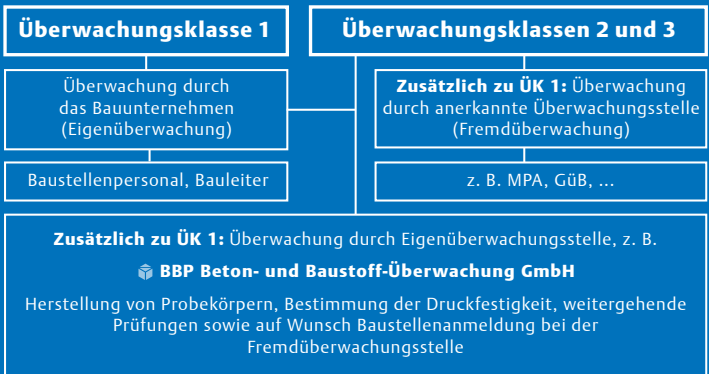 Überwachungsklasse 1
Überwachungsklassen 2 und 3
Überwachung durch
das Bauunternehmen
(Eigenüberwachung)
Zusätzlich zu ÜK 1: Überwachung
durch anerkannte Überwachungsstelle
(Fremdüberwachung)
Baustellenpersonal, Bauleiter
z. B. MPA, GüB, ...
Zusätzlich zu ÜK 1: Überwachung durch Eigenüberwachungsstelle, z. B.
BBP Beton- und Baustoff-Überwachung GmbH
Herstellung von Probekörpern, Bestimmung der Druckfestigkeit, weitergehende
Prüfungen sowie auf Wunsch Baustellenanmeldung bei der
Fremdüberwachungsstelle